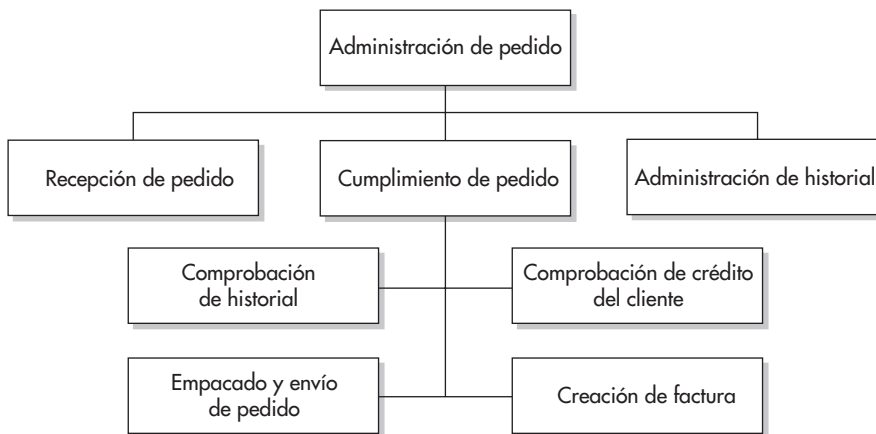 Administración de pedido
Recepción de pedido
Cumplimiento de pedido
Administración de historial
Comprobación
de historial
Comprobación de crédito
del cliente
Empacado y envío
de pedido
Creación de factura